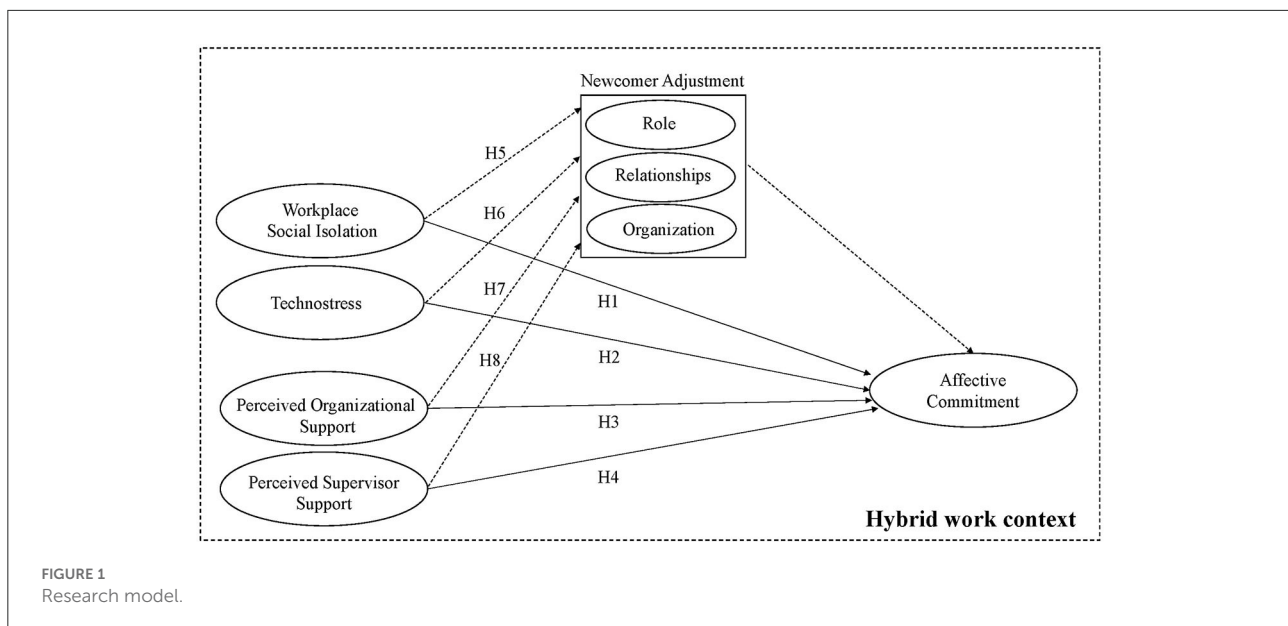 Newcomer Adjustment
Role
Relationships
Organization
H5
H6
H7
H8
H1
H2
H3
H4
Workplace
Social Isolation
Technostress
Perceived Organizational
Support
Perceived Supervisor
Support
Affective
Commitment
Hybrid work context
FIGURE 1
Research model.